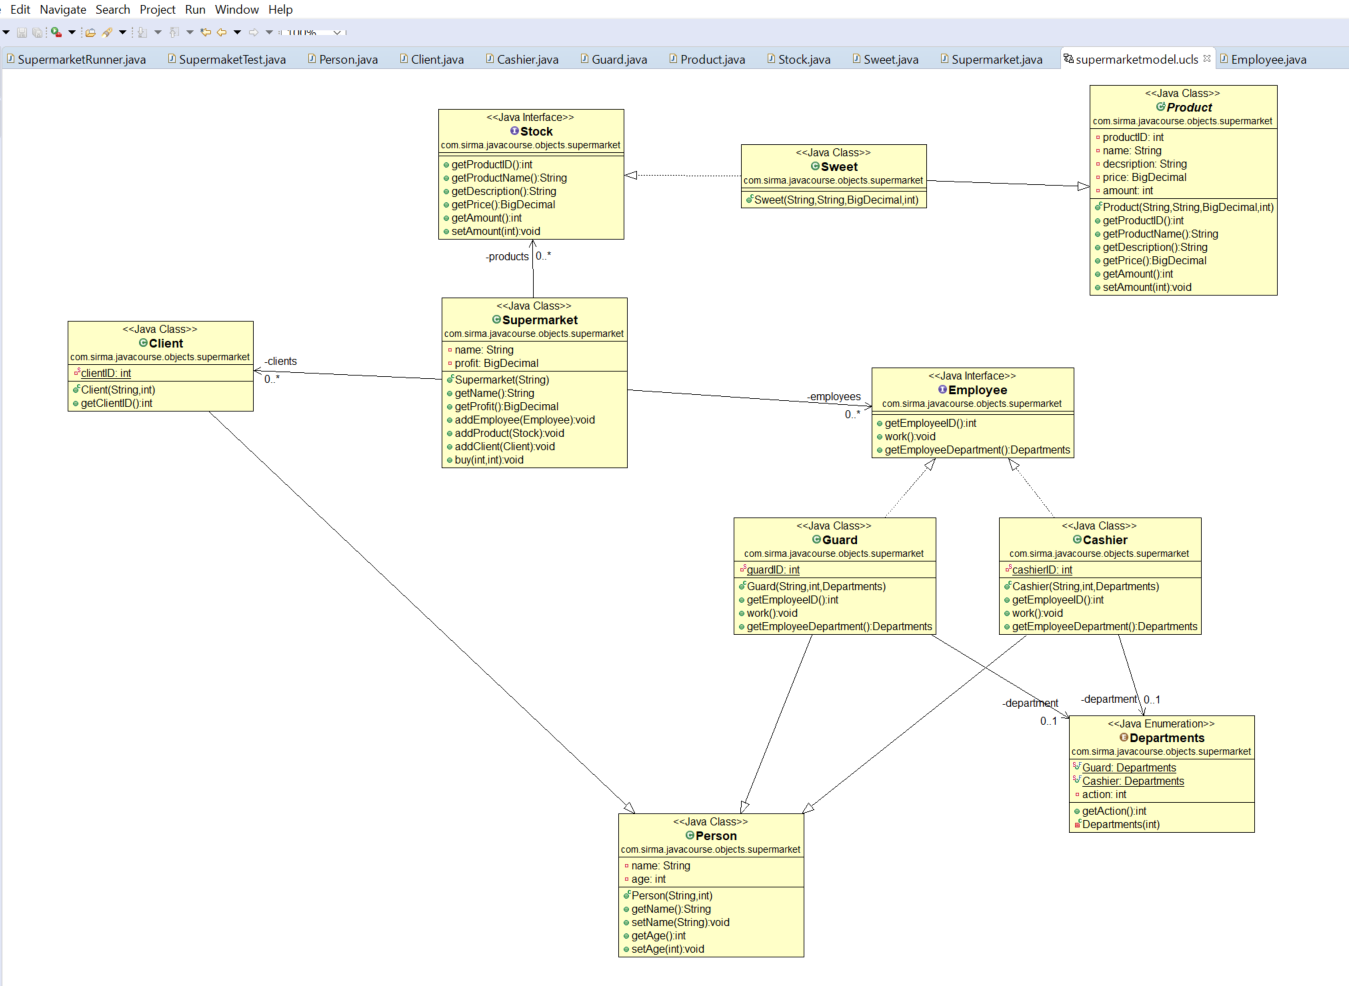 Edit Navigate Search Project Run Window Help
100%
SupermarketRunner.java SupermaketTest.java Person.java Client.java Cashier.java Guard.java Product.java Stock.java Sweet.java Supermarket.java supermarketmodel.ucls Employee.java
<<Java Interface>>
Stock
com.sirma.javacourse.objects.supermarket
getProductID():int
getProductName():String
getDescription():String
getPrice():BigDecimal
getAmount():int
setAmount(int):void
<<Java Class>>
Sweet
com.sirma.javacourse.objects.supermarket
Sweet(String,String,BigDecimal,int)
<<Java Class>>
Product
com.sirma.javacourse.objects.supermarket
productID: int
name: String
decsription: String
price: BigDecimal
amount: int
Product(String,String,BigDecimal,int)
getProductID():int
getProductName():String
getDescription():String
getPrice():BigDecimal
getAmount():int
setAmount(int):void
-products 0..*
<<Java Class>>
Client
com.sirma.javacourse.objects.supermarket
clientID: int
Client(String,int)
getClientID():int
-clients
0..*
<<Java Class>>
Supermarket
com.sirma.javacourse.objects.supermarket
name: String
profit: BigDecimal
Supermarket(String)
getName():String
getProfit():BigDecimal
addEmployee(Employee):void
addProduct(Stock):void
addClient(Client):void
buy(int,int):void
-employees
0..*
<<Java Interface>>
Employee
com.sirma.javacourse.objects.supermarket
getEmployeeID():int
work():void
getEmployeeDepartment():Departments
<<Java Class>>
Guard
com.sirma.javacourse.objects.supermarket
guardID: int
Guard(String,int,Departments)
getEmployeeID():int
work():void
getEmployeeDepartment():Departments
<<Java Class>>
Cashier
com.sirma.javacourse.objects.supermarket
cashierID: int
Cashier(String,int,Departments)
getEmployeeID():int
work():void
getEmployeeDepartment():Departments
-department
0..1
-department 0..1
<<Java Enumeration>>
Departments
com.sirma.javacourse.objects.supermarket
Guard: Departments
Cashier: Departments
action: int
getAction():int
Departments(int)
<<Java Class>>
Person
com.sirma.javacourse.objects.supermarket
name: String
age: int
Person(String,int)
getName():String
setName(String):void
getAge():int
setAge(int):void